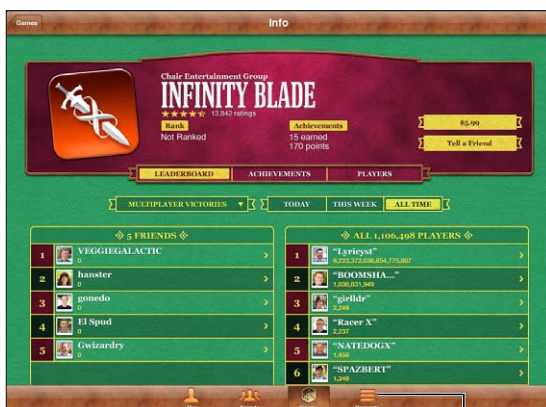 Games
Info
Chair Entertainment Group
INFINITY BLADE
13,842 ratings
Rank
Not Ranked
Achievements
15 earned
170 points
$5.99
Tell a Friend
LEADERBOARD
ACHIEVEMENTS
PLAYERS
MULTIPLAYER VICTORIES
TODAY
THIS WEEK
ALL TIME
5 FRIENDS
1
VEGGIEGALACTIC
0
2
hanster
0
3
gonedo
0
4
El Spud
0
5
Gwizardry
0
ALL 1,106,498 PLAYERS
1
"Lyricyst"
9,223,372,036,854,775,807
2
"BOOMSHA..."
1,036,831,949
3
"girlldr"
2,249
4
"Racer X"
2,237
5
"NATEDOGX"
1,450
6
"SPAZBERT"
1,349